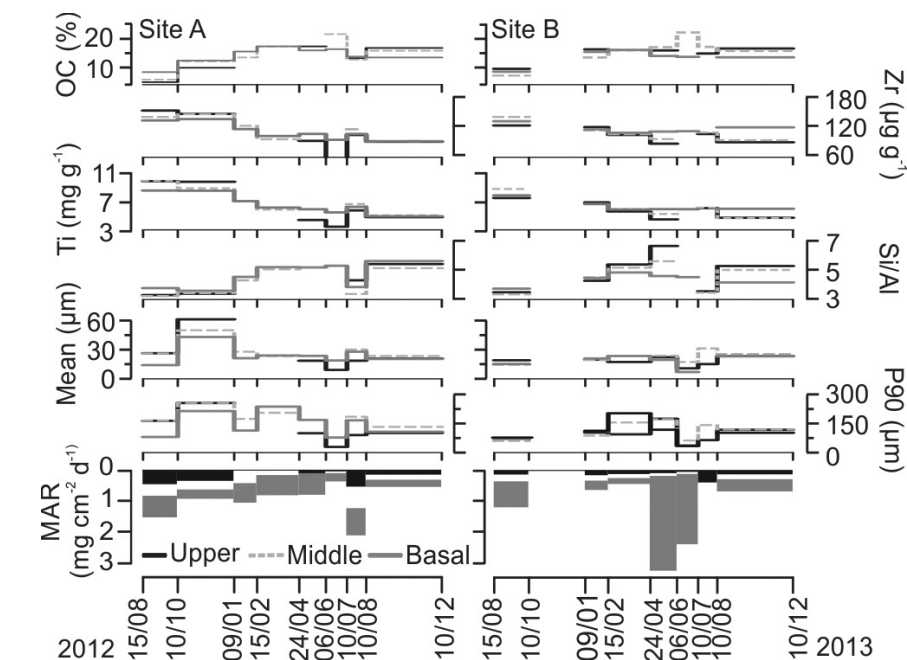 Site A
Site B
OC (%)
20
10
Zr (µg g⁻¹)
180
120
60
Ti (mg g⁻¹)
11
7
3
Si/Al
7
5
3
Mean (µm)
60
30
0
P90 (µm)
300
150
0
MAR
(mg cm⁻² d⁻¹)
0
1
2
3
Upper Middle Basal
15/08 10/10 09/01 15/02 24/04 06/06 10/07 10/08 10/12
15/08 10/10 09/01 15/02 24/04 06/06 10/07 10/08 10/12
2012 2013